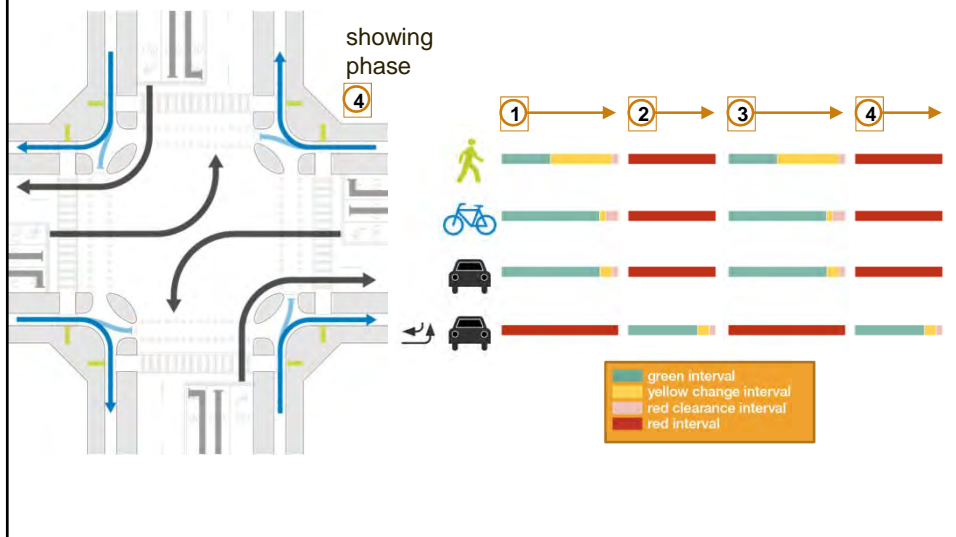 showing
phase
4
1
2
3
4
green interval
yellow change interval
red clearance interval
red interval